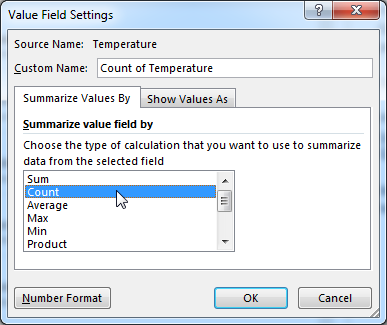 Value Field Settings
Source Name: Temperature
Custom Name: Count of Temperature
Summarize Values By Show Values As
Summarize value field by
Choose the type of calculation that you want to use to summarize
data from the selected field
Sum
Count
Average
Max
Min
Product
Number Format OK Cancel